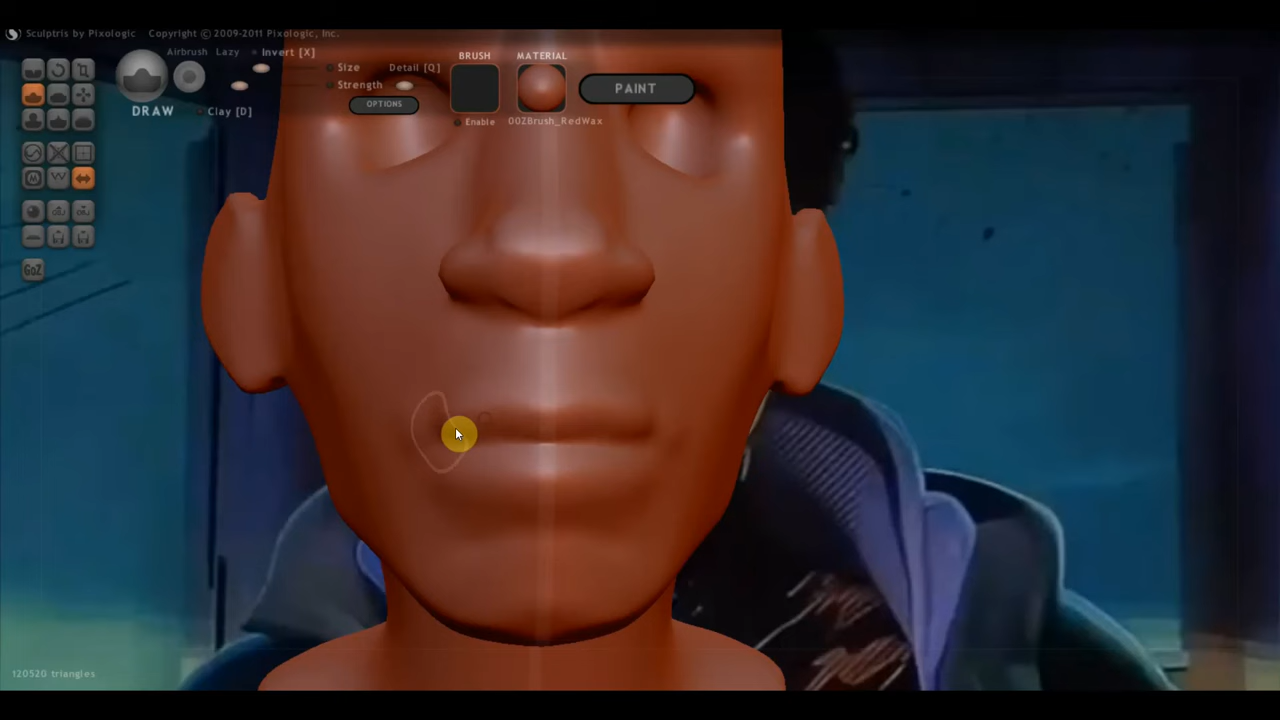 Sculptris by Pixologic Copyright © 2009-2011 Pixologic, Inc.
Airbrush Lazy Invert [X]
BRUSH
MATERIAL
Size
Detail [Q]
Strength
PAINT
OPTIONS
DRAW
Clay [D]
Enable
00ZBrush_RedWax
GoZ
120520 triangles